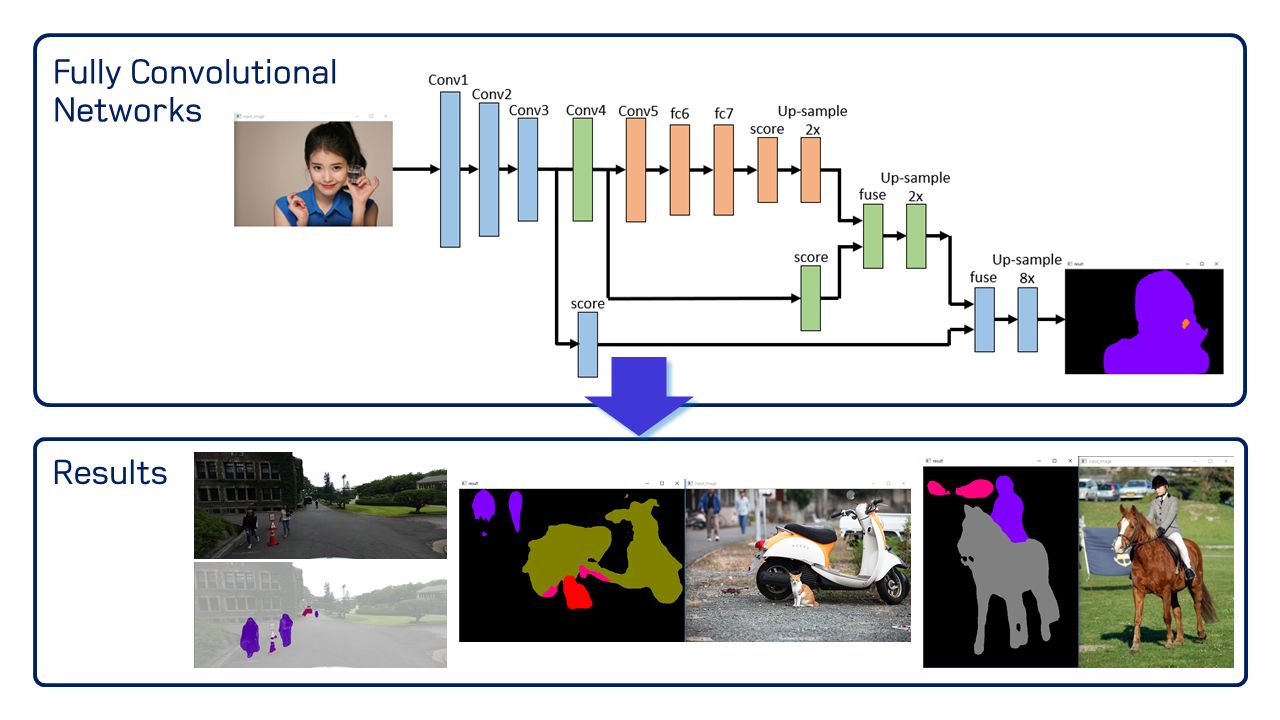 Fully Convolutional
Networks
input_image
Conv1
Conv2
Conv3
Conv4
Conv5
fc6
fc7
score
Up-sample
2x
fuse
Up-sample
2x
score
score
fuse
Up-sample
8x
result
Results
result
input_image
result
input_image